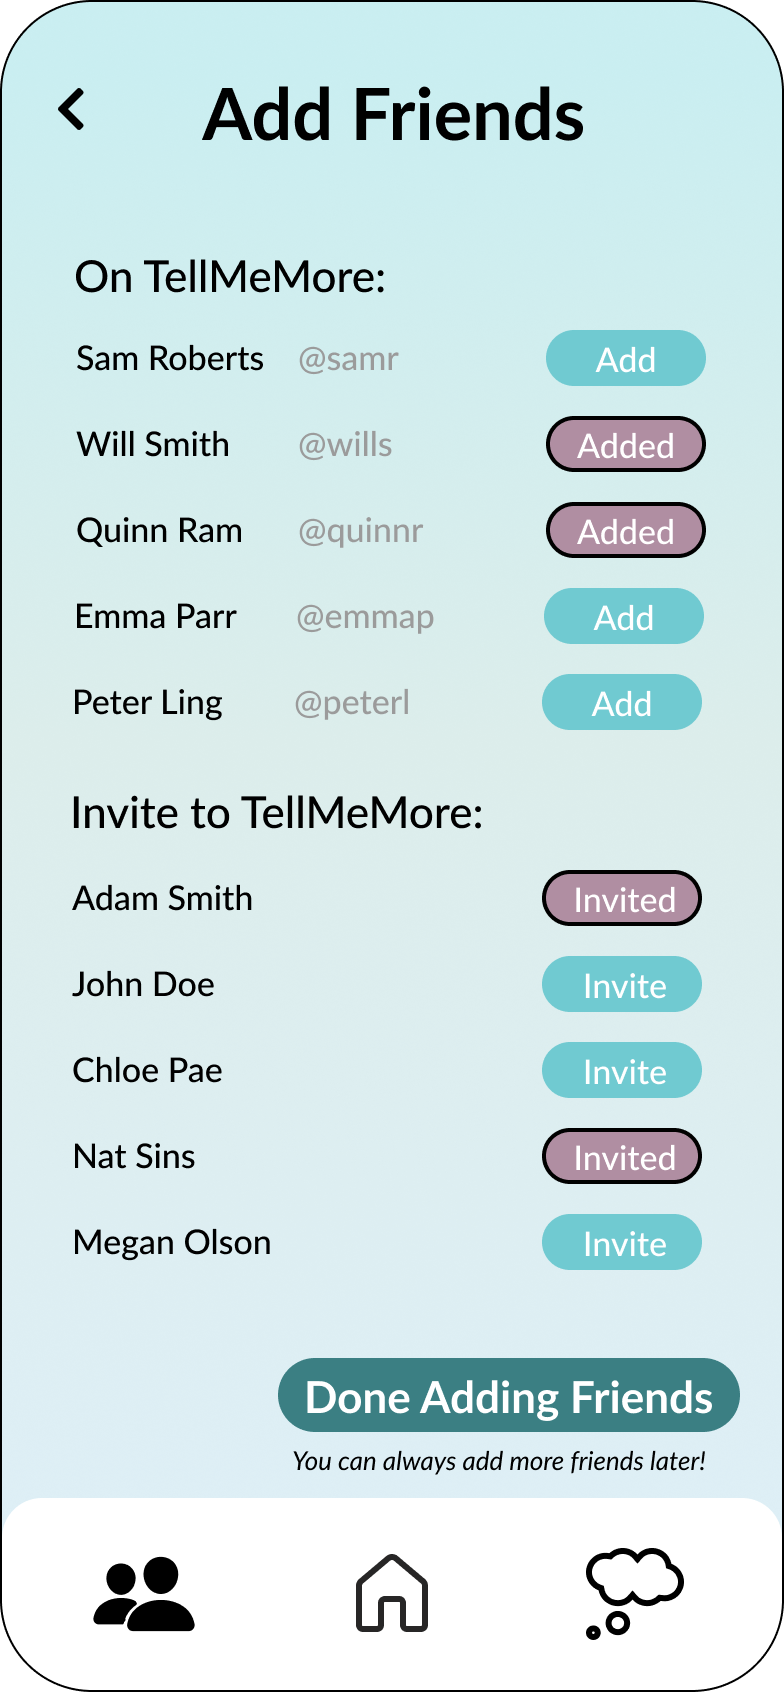 Add Friends
On TellMeMore:
Sam Roberts @samr Add
Will Smith @wills Added
Quinn Ram @quinnr Added
Emma Parr @emmap Add
Peter Ling @peterl Add
Invite to TellMeMore:
Adam Smith Invited
John Doe Invite
Chloe Pae Invite
Nat Sins Invited
Megan Olson Invite
Done Adding Friends
You can always add more friends later!